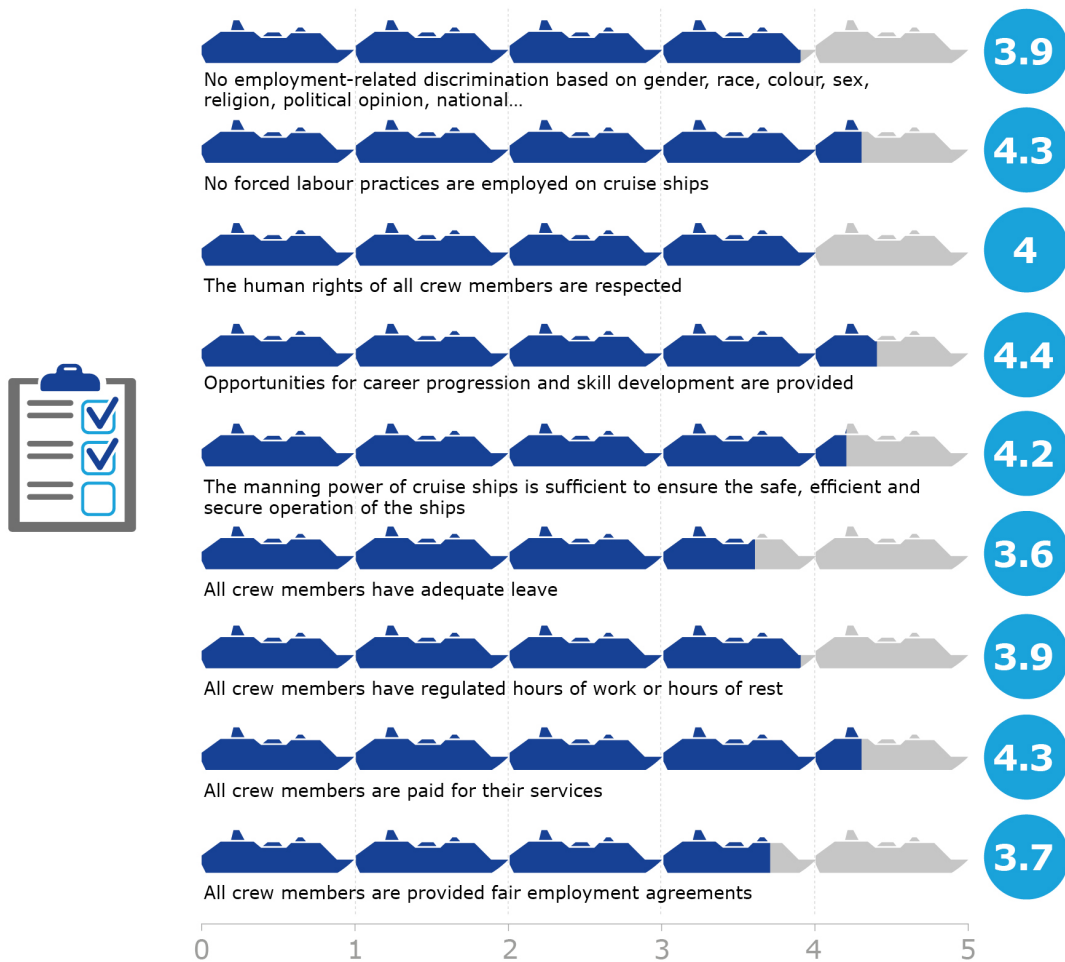 3.9
No employment-related discrimination based on gender, race, colour, sex,
religion, political opinion, national...
4.3
No forced labour practices are employed on cruise ships
4
The human rights of all crew members are respected
4.4
Opportunities for career progression and skill development are provided
4.2
The manning power of cruise ships is sufficient to ensure the safe, efficient and
secure operation of the ships
3.6
All crew members have adequate leave
3.9
All crew members have regulated hours of work or hours of rest
4.3
All crew members are paid for their services
3.7
All crew members are provided fair employment agreements
0 1 2 3 4 5